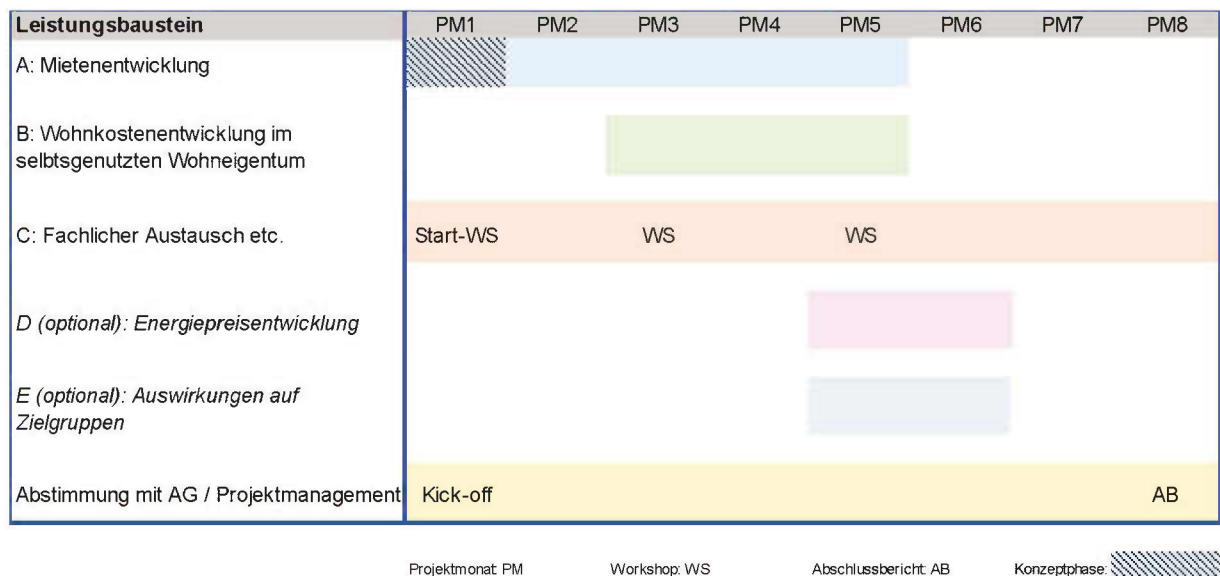 Leistungsbaustein PM1 PM2 PM3 PM4 PM5 PM6 PM7 PM8
A: Mietenentwicklung
B: Wohnkostenentwicklung im
selbtsgenutzten Wohneigentum
C: Fachlicher Austausch etc. Start-WS WS WS
D (optional): Energiepreisentwicklung
E (optional): Auswirkungen auf
Zielgruppen
Abstimmung mit AG / Projektmanagement Kick-off AB
Projektmonat: PM Workshop: WS Abschlussbericht: AB Konzeptphase: